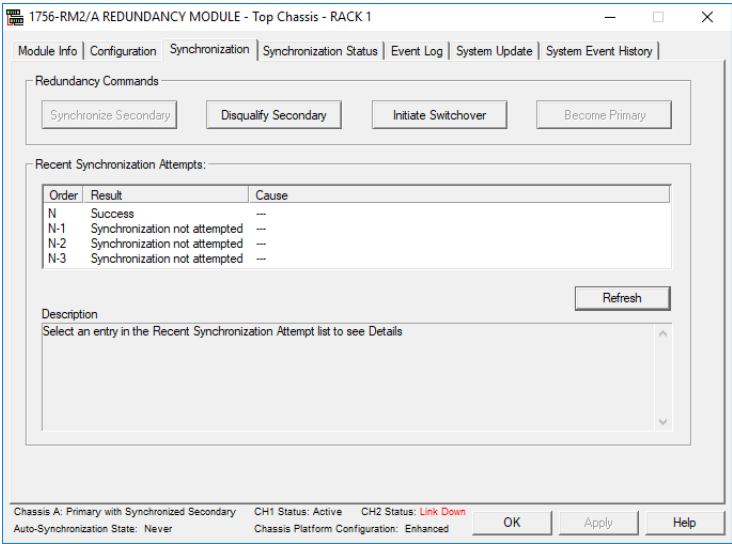 1756-RM2/A REDUNDANCY MODULE - Top Chassis - RACK 1
Module Info Configuration Synchronization Synchronization Status Event Log System Update System Event History
Redundancy Commands
Synchronize Secondary Disqualify Secondary Initiate Switchover Become Primary
Recent Synchronization Attempts:
Order Result Cause
N Success ---
N-1 Synchronization not attempted ---
N-2 Synchronization not attempted ---
N-3 Synchronization not attempted ---
Refresh
Description
Select an entry in the Recent Synchronization Attempt list to see Details
Chassis A: Primary with Synchronized Secondary CH1 Status: Active CH2 Status: Link Down
Auto-Synchronization State: Never Chassis Platform Configuration: Enhanced OK Apply Help